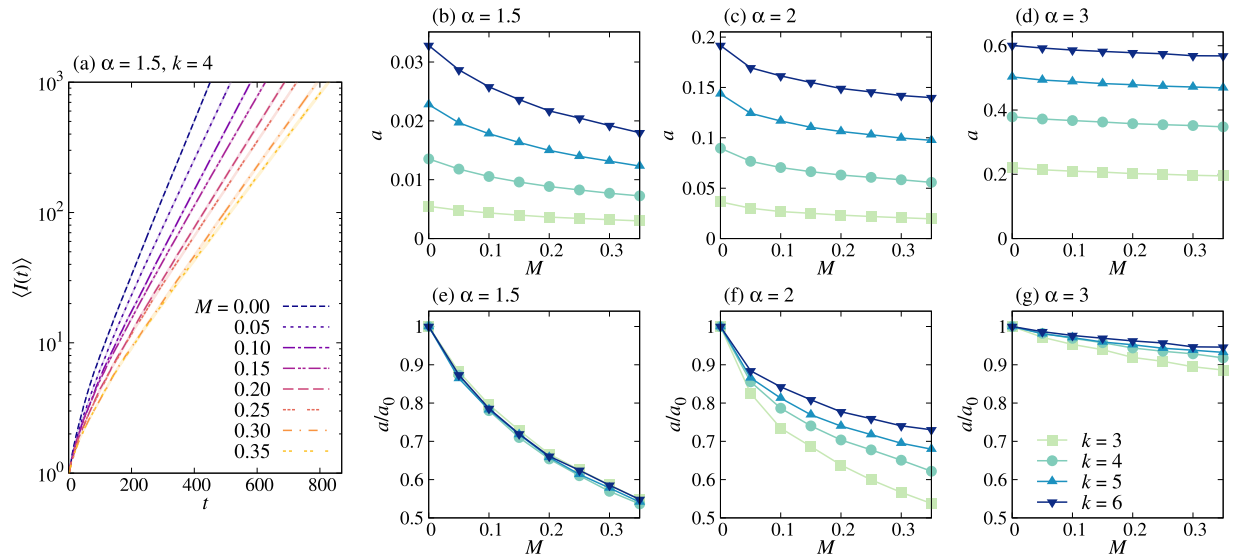 (a) α = 1.5, k = 4
10³
10²
10¹
10⁰
⟨I(t)⟩
0
200
400
600
800
t
M = 0.00
0.05
0.10
0.15
0.20
0.25
0.30
0.35
(b) α = 1.5
0.03
0.02
0.01
0
a
0
0.1
0.2
0.3
M
(c) α = 2
0.2
0.15
0.1
0.05
0
a
0
0.1
0.2
0.3
M
(d) α = 3
0.6
0.4
0.2
0
a
0
0.1
0.2
0.3
M
(e) α = 1.5
1
0.9
0.8
0.7
0.6
0.5
a/a₀
0
0.1
0.2
0.3
M
(f) α = 2
1
0.9
0.8
0.7
0.6
0.5
a/a₀
0
0.1
0.2
0.3
M
(g) α = 3
1
0.9
0.8
0.7
0.6
0.5
a/a₀
k = 3
k = 4
k = 5
k = 6
0
0.1
0.2
0.3
M